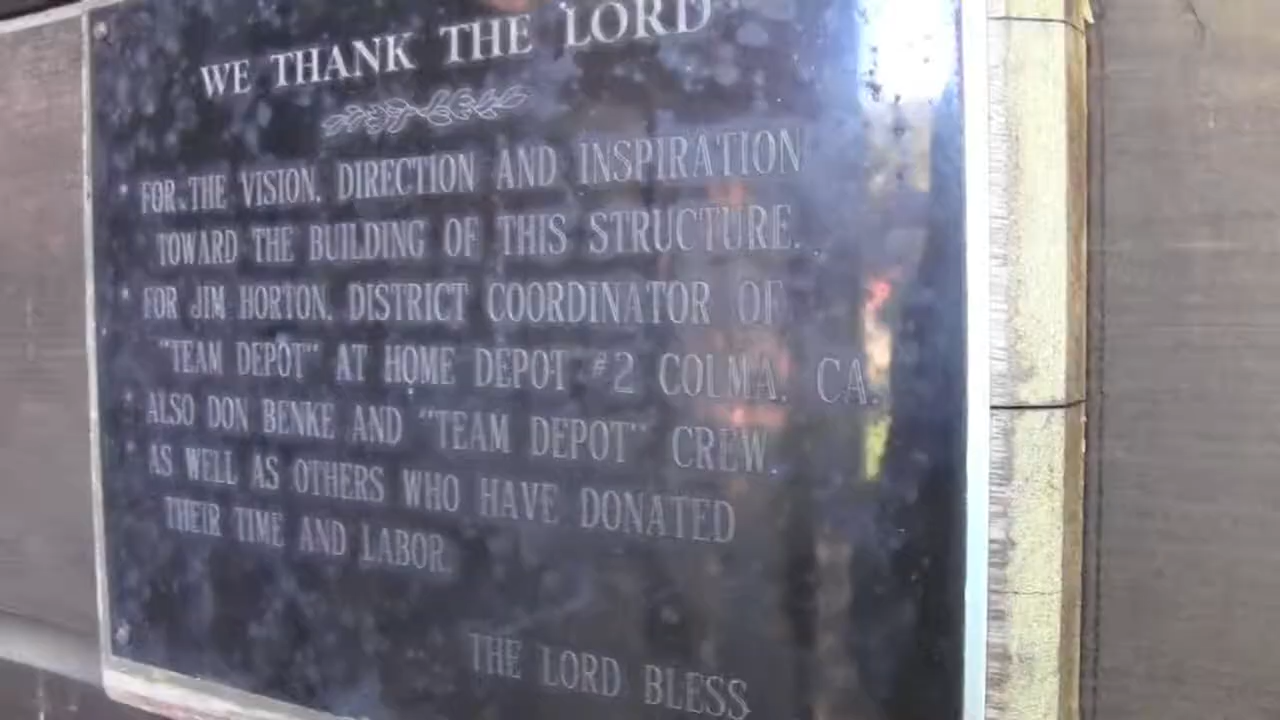 WE THANK THE LORD
FOR THE VISION, DIRECTION AND INSPIRATION
TOWARD THE BUILDING OF THIS STRUCTURE.
FOR JIM HORTON, DISTRICT COORDINATOR OF
"TEAM DEPOT" AT HOME DEPOT #2 COLMA, CA.
ALSO DON BENKE AND "TEAM DEPOT" CREW.
AS WELL AS OTHERS WHO HAVE DONATED
THEIR TIME AND LABOR.
THE LORD BLESS